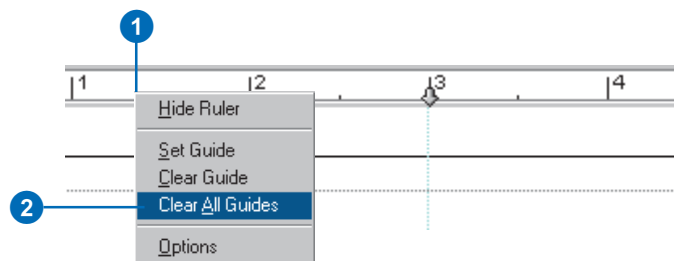 1
1 2 3 4
Hide Ruler
Set Guide
Clear Guide
2 Clear All Guides
Options